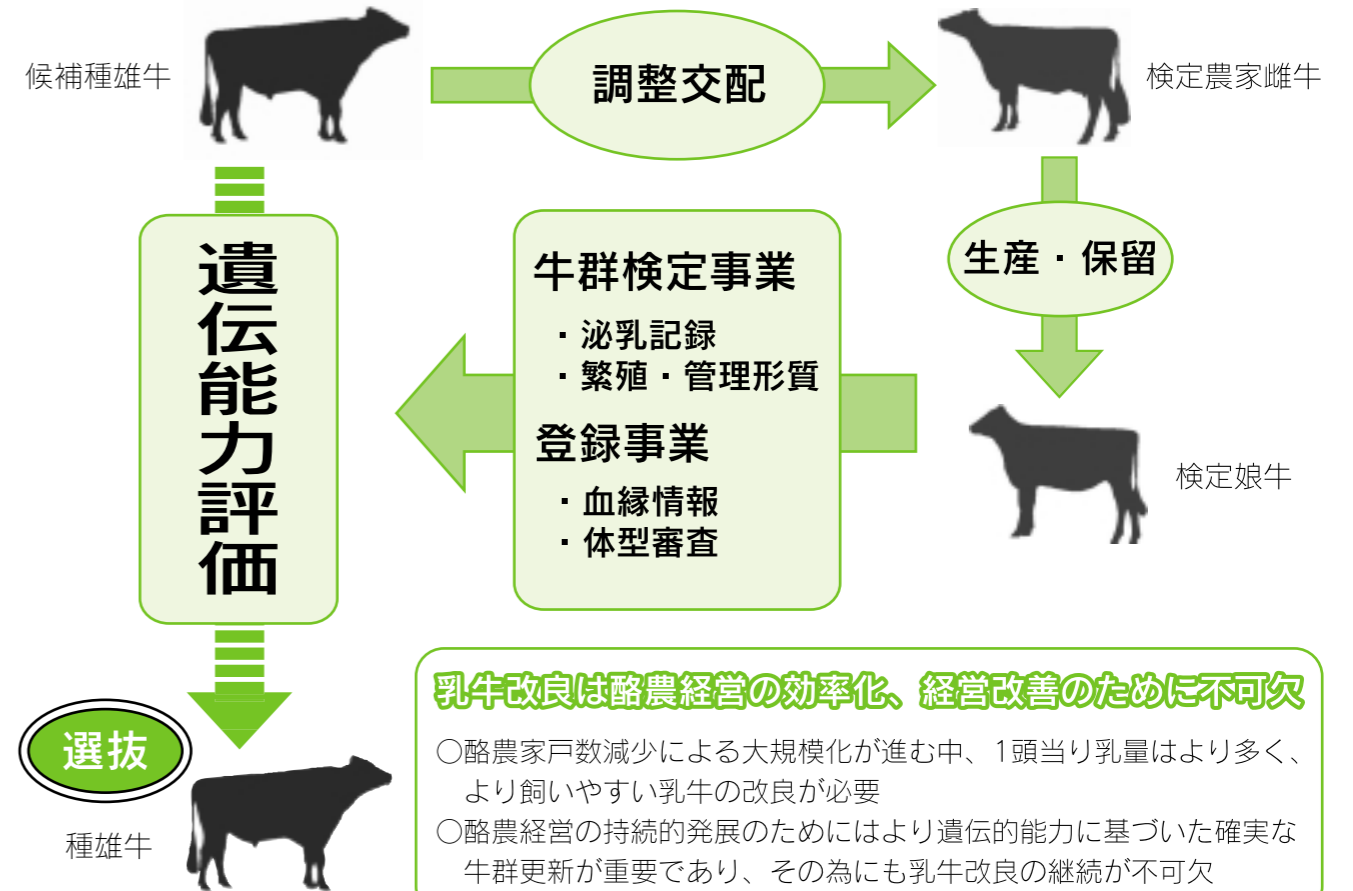 候補種雄牛
調整交配
検定農家雌牛
生産・保留
検定娘牛
牛群検定事業
・泌乳記録
・繁殖・管理形質
登録事業
・血縁情報
・体型審査
遺伝能力評価
選抜
種雄牛
乳牛改良は酪農経営の効率化、経営改善のために不可欠
○酪農家戸数減少による大規模化が進む中、1頭当り乳量はより多く、
より飼いやすい乳牛の改良が必要
○酪農経営の持続的発展のためにはより遺伝的能力に基づいた確実な
牛群更新が重要であり、その為にも乳牛改良の継続が不可欠